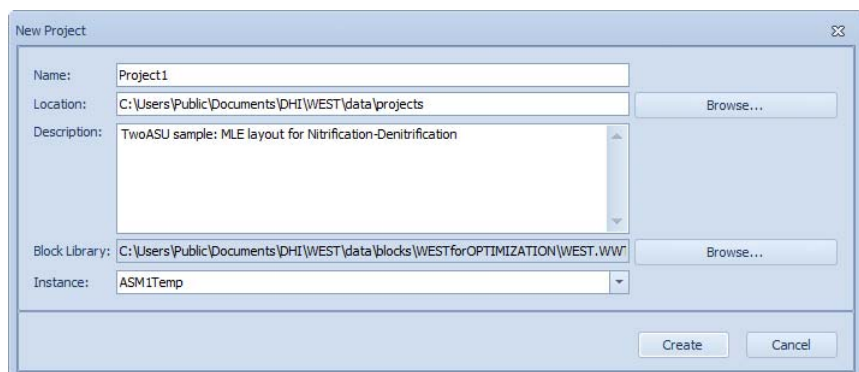 New Project
Name: Project1
Location: C:\Users\Public\Documents\DHI\WEST\data\projects Browse...
Description: TwoASU sample: MLE layout for Nitrification-Denitrification
Block Library: C:\Users\Public\Documents\DHI\WEST\data\blocks\WESTforOPTIMIZATION\WEST.WWT Browse...
Instance: ASM1Temp
Create Cancel